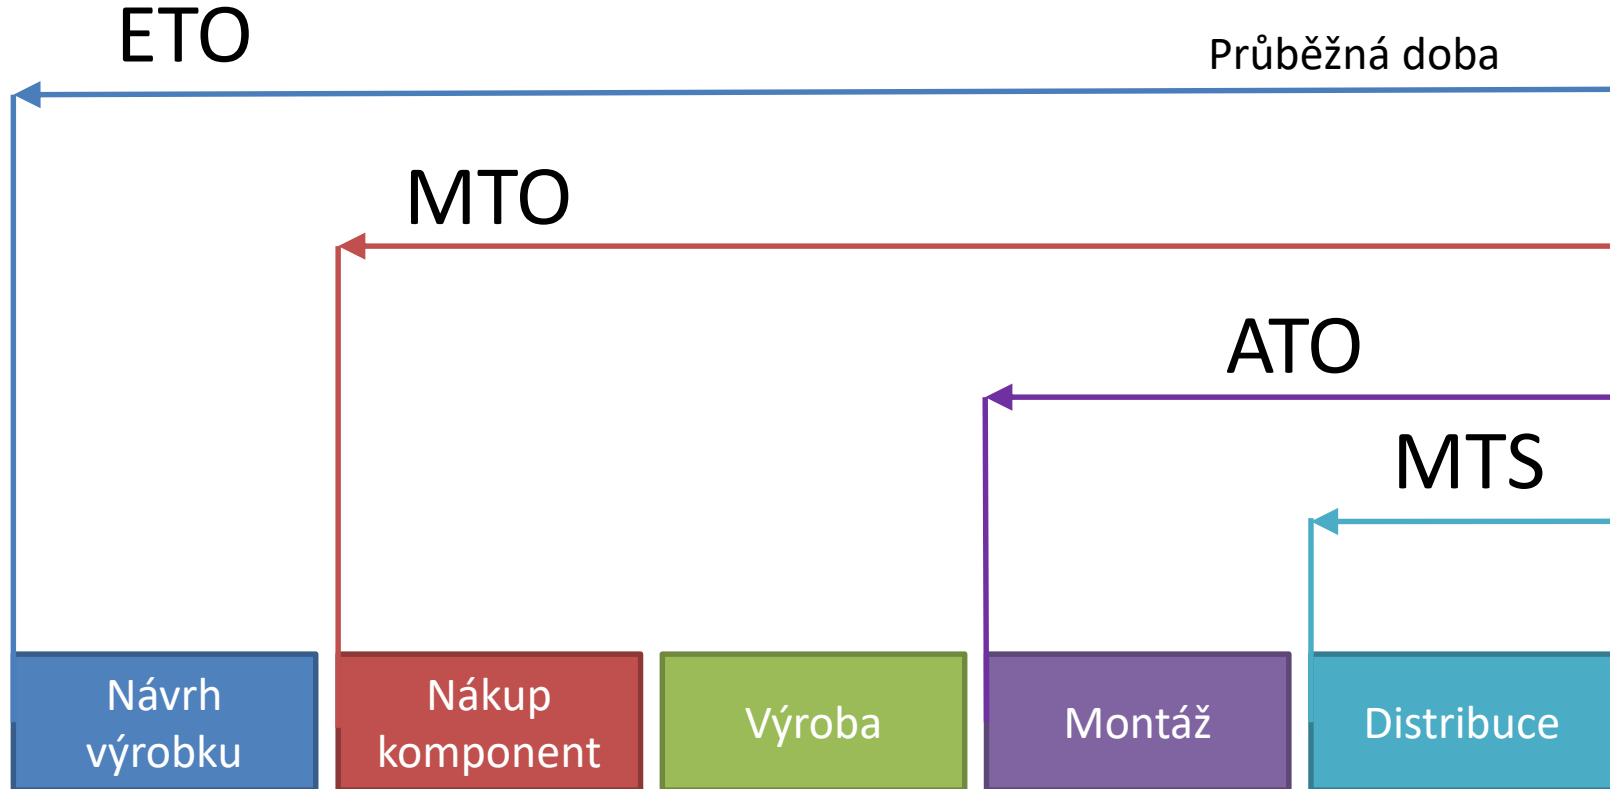 ETO
Průběžná doba
MTO
ATO
MTS
Návrh
výrobku
Nákup
komponent
Výroba
Montáž
Distribuce